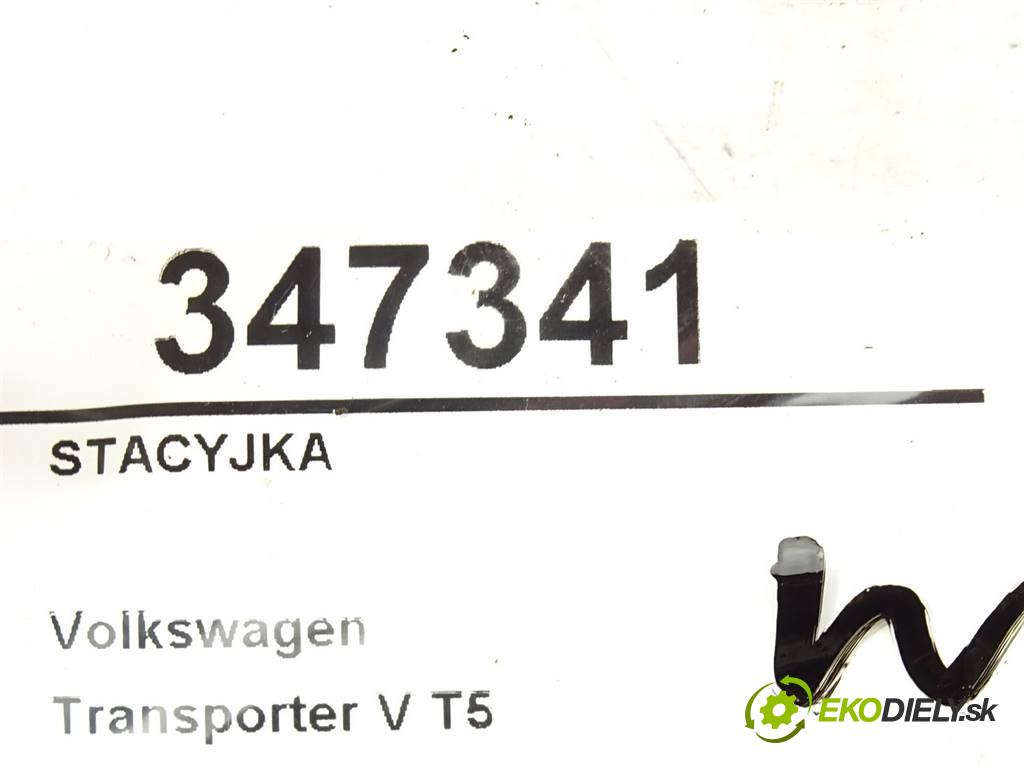 347341
STACYJKA
Volkswagen
Transporter V T5
EKODIELY.sk